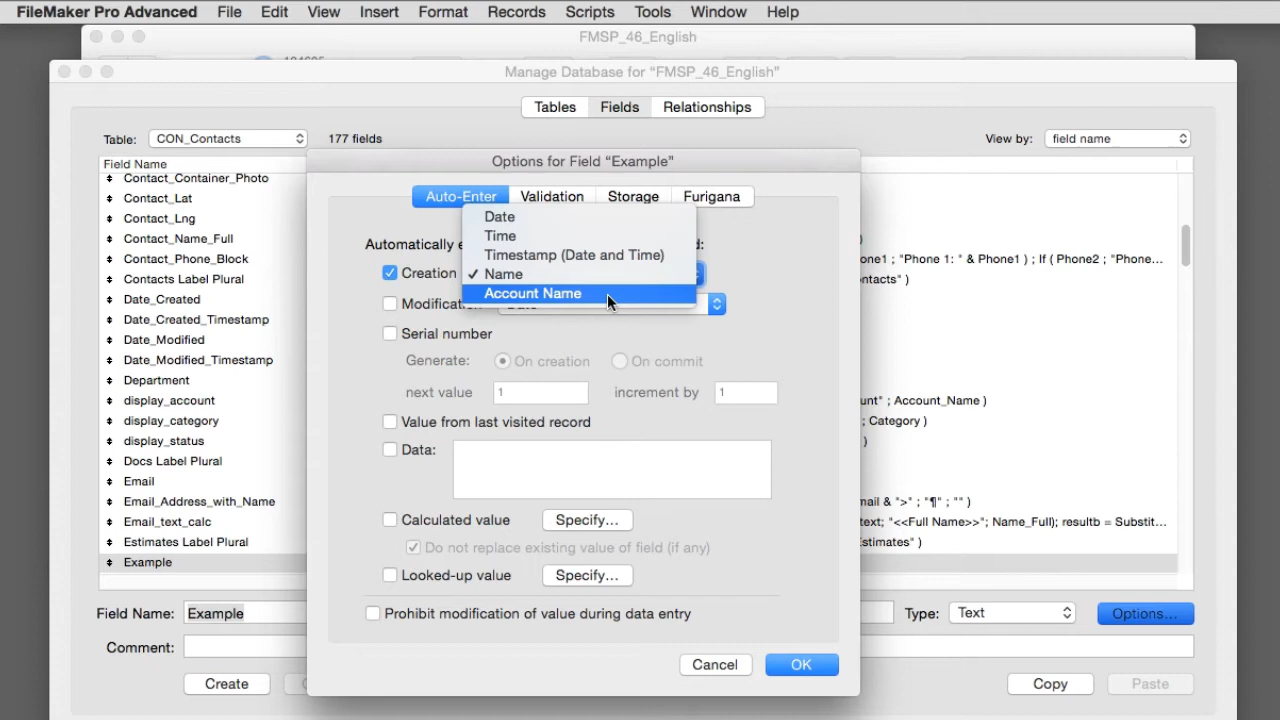 FileMaker Pro Advanced File Edit View Insert Format Records Scripts Tools Window Help
FMSP_46_English
Manage Database for "FMSP_46_English"
Tables Fields Relationships
Table: CON_Contacts 177 fields View by: field name
Options for Field "Example"
Field Name
Contact_Container_Photo
Auto-Enter Validation Storage Furigana
Contact_Lat
Date
Contact_Lng
Time
Contact_Name_Full
Automatically e
:
)
Timestamp (Date and Time)
Contact_Phone_Block
one1 ; "Phone 1: " & Phone1 ) ; If ( Phone2 ; "Phone...
Creation
✓ Name
Contacts Label Plural
ntacts" )
Account Name
Date_Created
Modification
Date_Created_Timestamp
Serial number
Date_Modified
Date_Modified_Timestamp
Generate: On creation On commit
Department
next value 1 increment by 1
display_account
unt" ; Account_Name )
display_category
; Category )
Value from last visited record
display_status
)
Data:
Docs Label Plural
Email
Email_Address_with_Name
mail & ">" ; "¶" ; "" )
Email_text_calc
text; "<<Full Name>>"; Name_Full); resultb = Substit...
Calculated value Specify...
Estimates Label Plural
Estimates" )
Do not replace existing value of field (if any)
Example
Looked-up value Specify...
Prohibit modification of value during data entry
Field Name: Example Type: Text Options...
Comment:
Cancel OK
Create Copy Paste